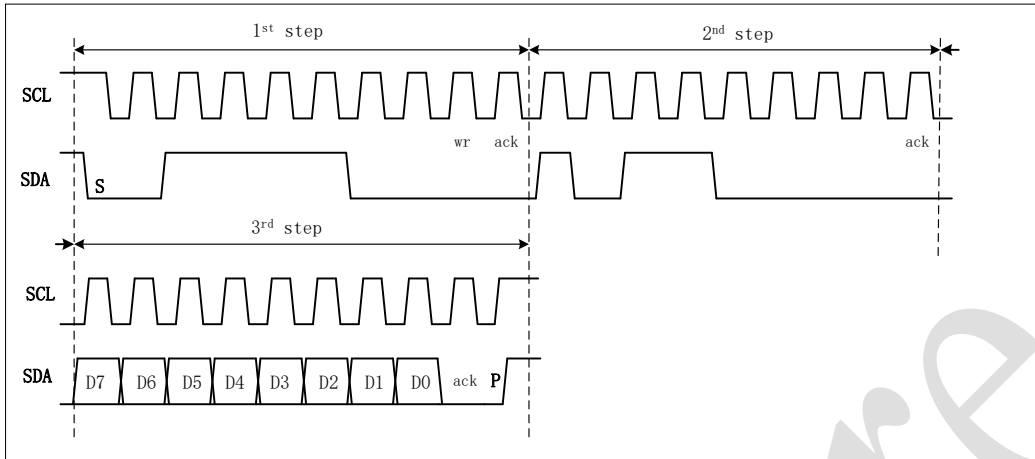 1st step 2nd step
SCL
wr ack ack
SDA S
3rd step
SCL
SDA D7 D6 D5 D4 D3 D2 D1 D0 ack P
re